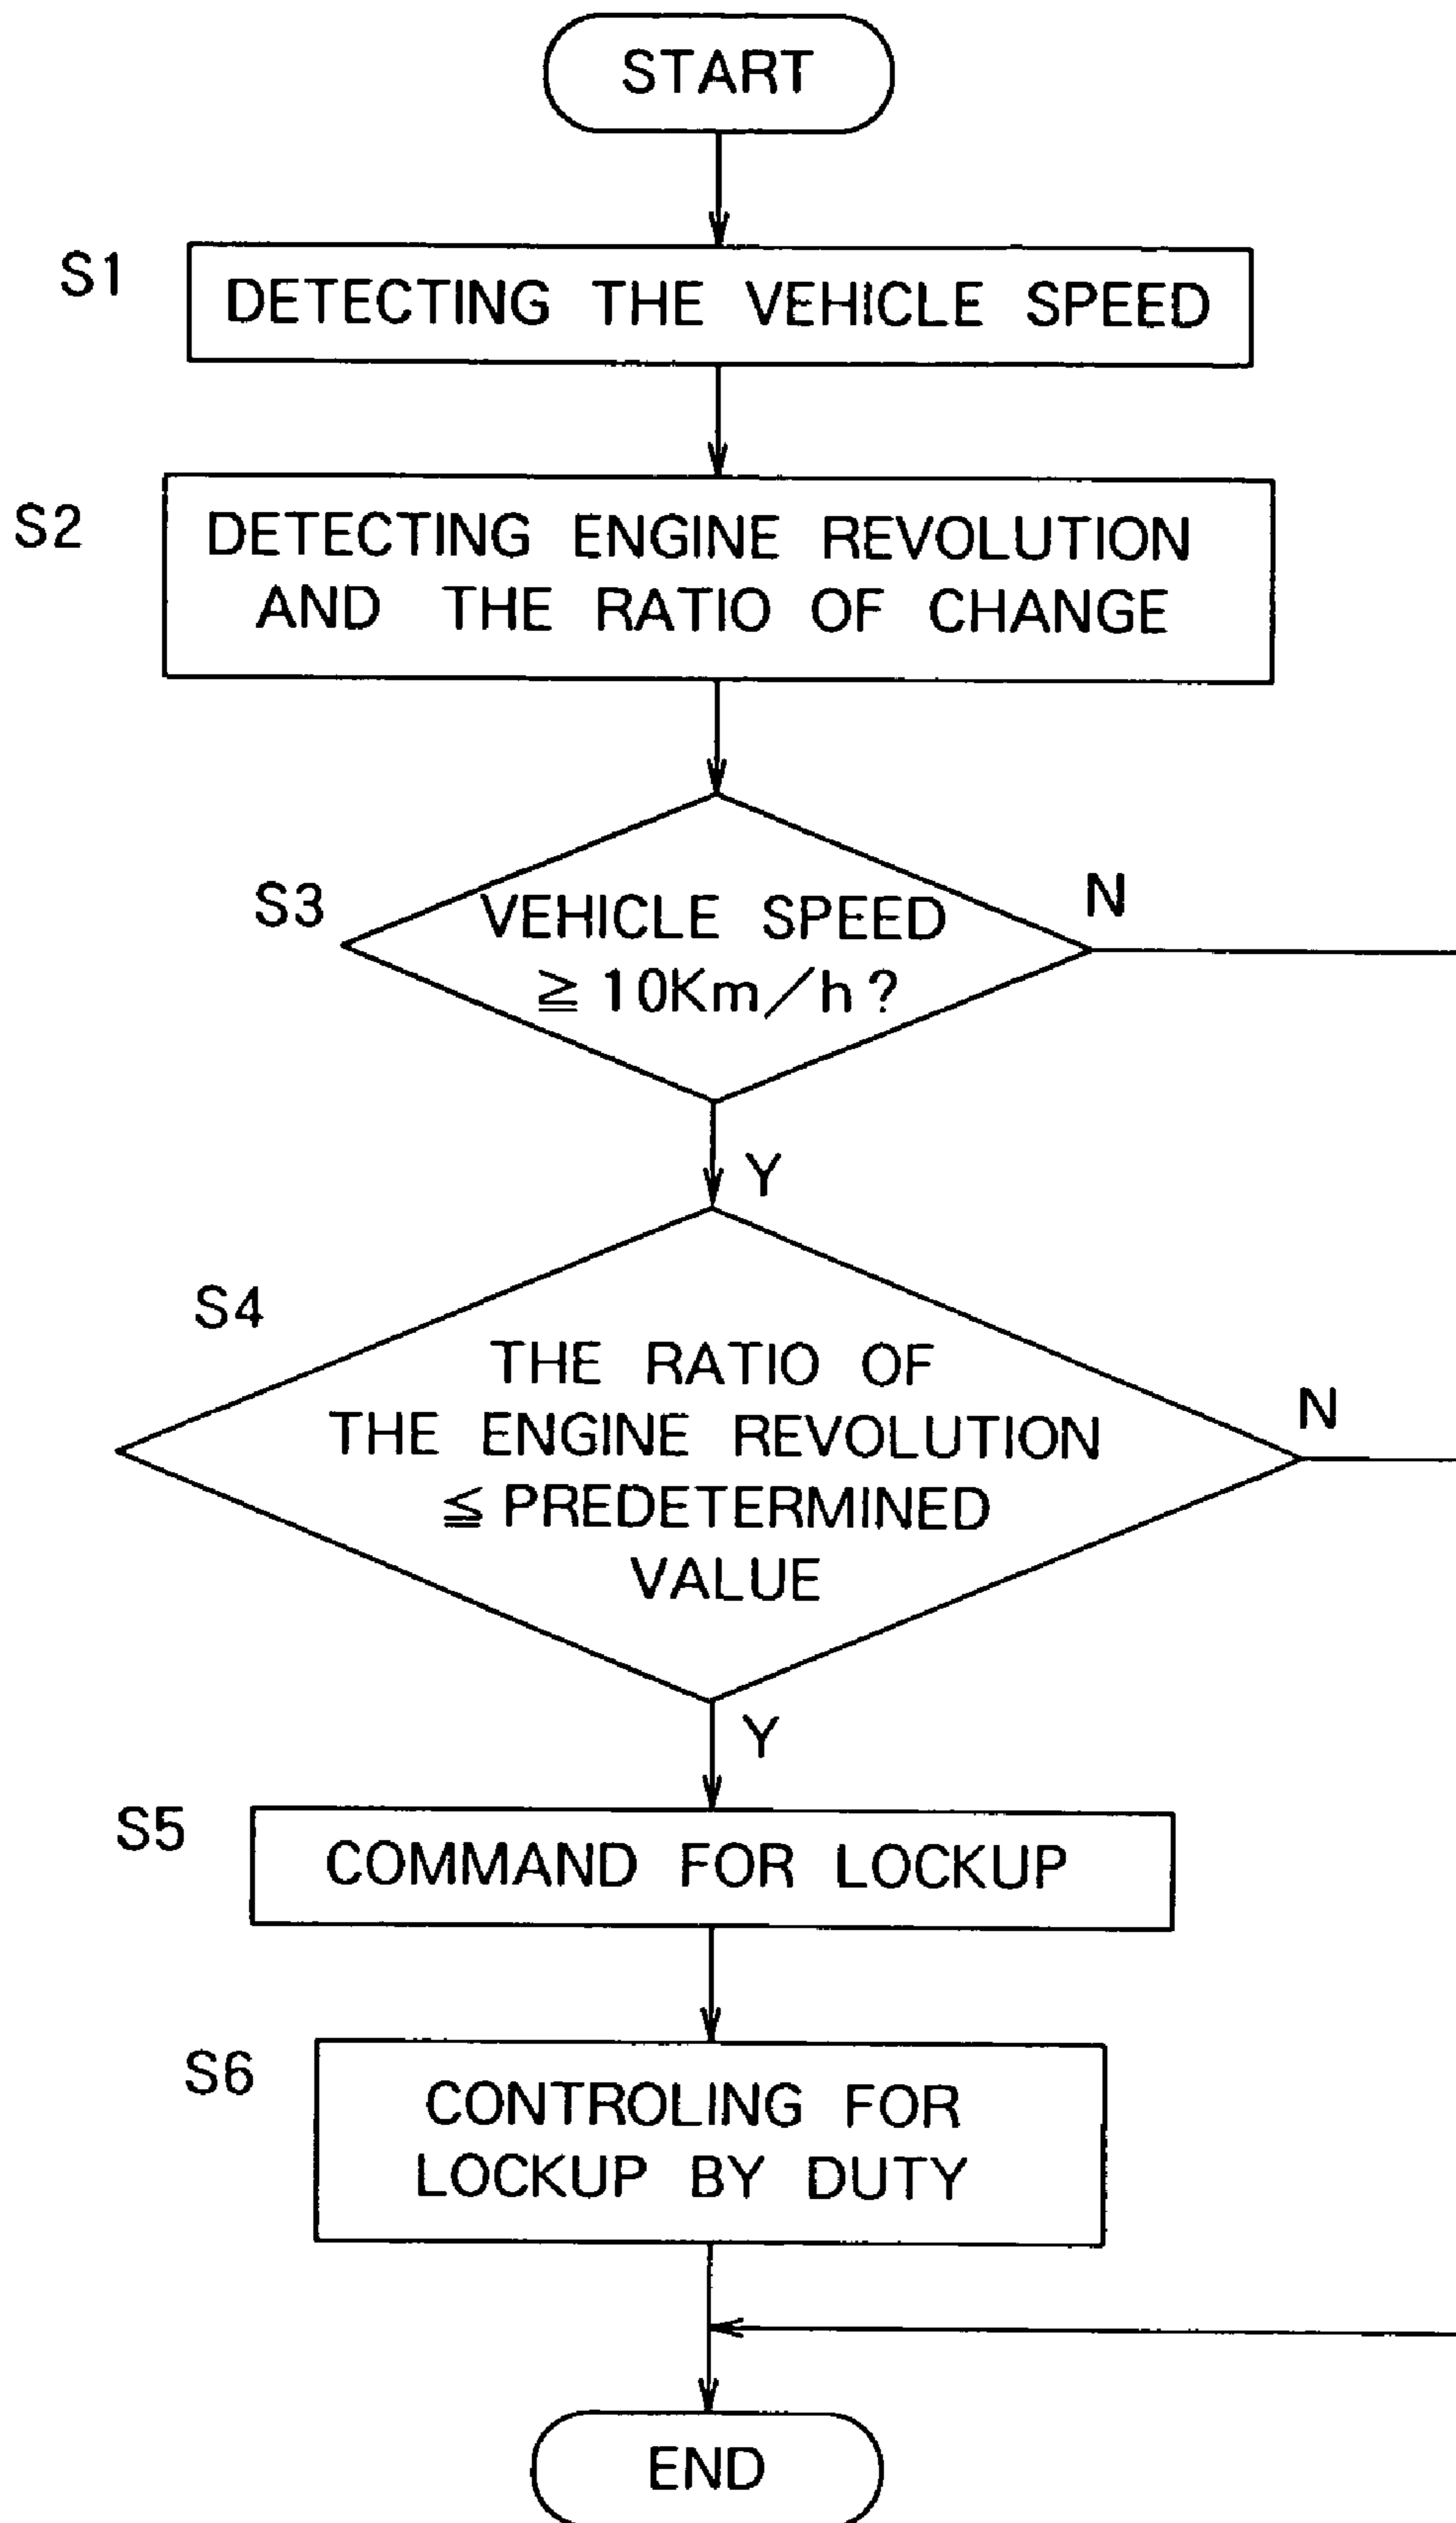 START
S1
DETECTING THE VEHICLE SPEED
S2
DETECTING ENGINE REVOLUTION
AND THE RATIO OF CHANGE
S3
VEHICLE SPEED
≧ 10Km/h?
N
Y
S4
THE RATIO OF
THE ENGINE REVOLUTION
≦ PREDETERMINED
VALUE
N
Y
S5
COMMAND FOR LOCKUP
S6
CONTROLING FOR
LOCKUP BY DUTY
END